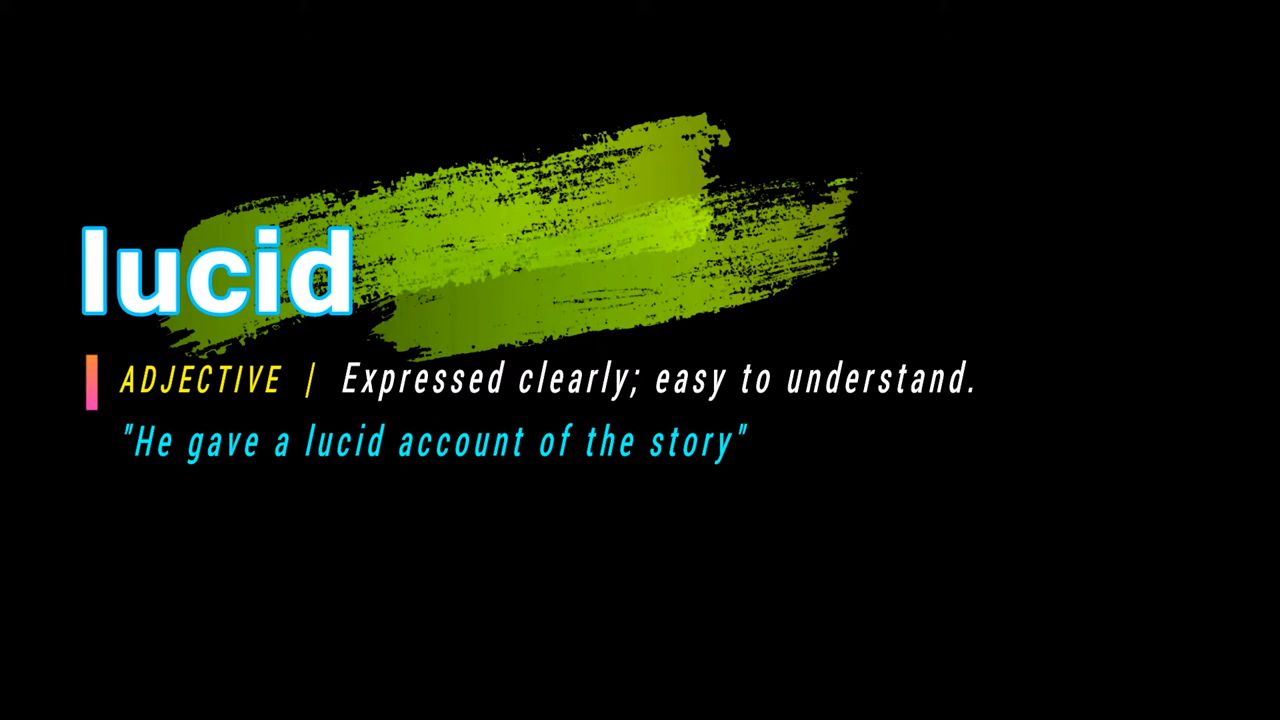 lucid
ADJECTIVE | Expressed clearly; easy to understand.
"He gave a lucid account of the story"